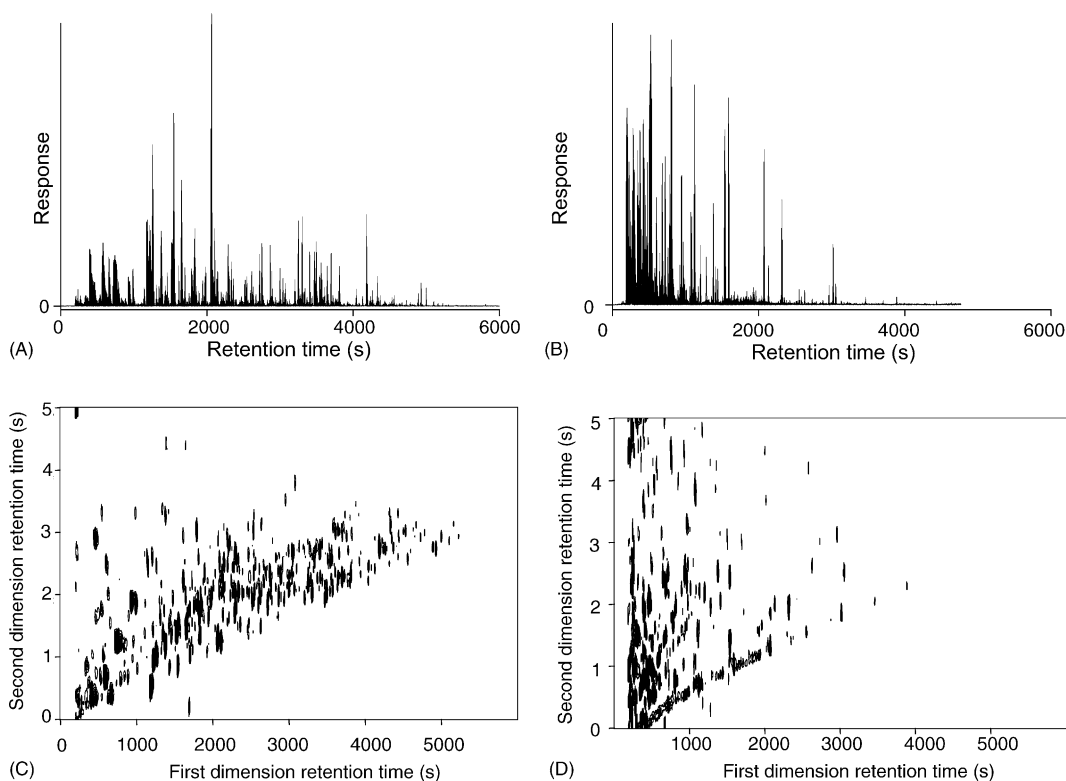 Response
0
0 2000 4000 6000
Retention time (s)
(A)
Response
0
0 2000 4000 6000
Retention time (s)
(B)
Second dimension retention time (s)
5
4
3
2
1
0
0 1000 2000 3000 4000 5000
First dimension retention time (s)
(C)
Second dimension retention time (s)
5
4
3
2
1
0
1000 2000 3000 4000 5000
First dimension retention time (s)
(D)